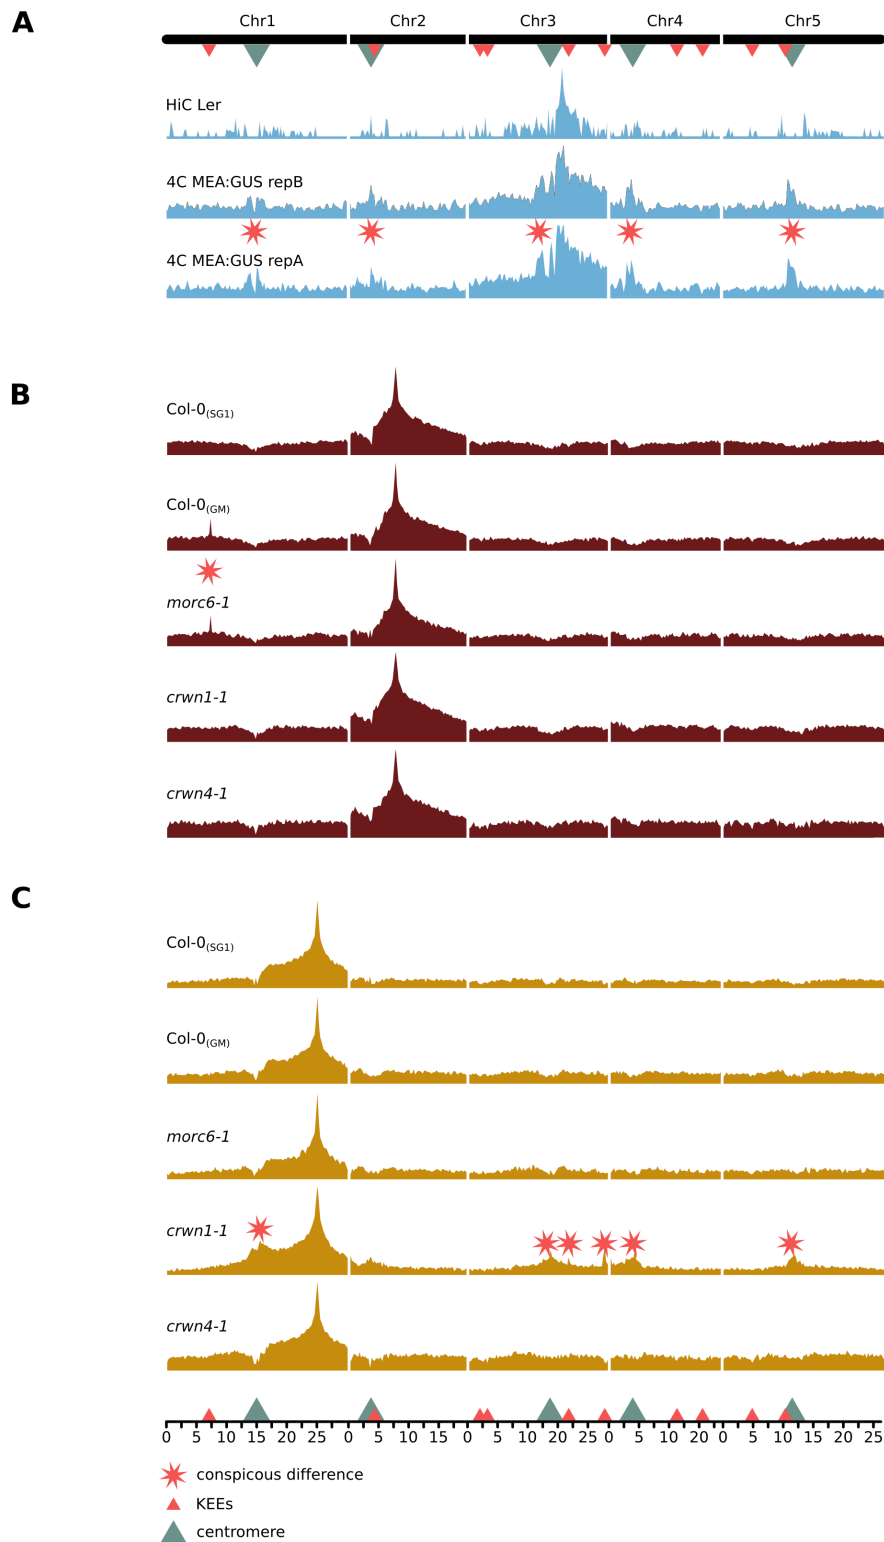 A
Chr1 Chr2 Chr3 Chr4 Chr5
HiC Ler
4C MEA:GUS repB
4C MEA:GUS repA
B
Col-0(SG1)
Col-0(GM)
morc6-1
crwn1-1
crwn4-1
C
Col-0(SG1)
Col-0(GM)
morc6-1
crwn1-1
crwn4-1
0 5 10 15 20 25 0 5 10 15 0 5 10 15 20 25 0 5 10 15 20 0 5 10 15 20 25
conspicous difference
KEEs
centromere